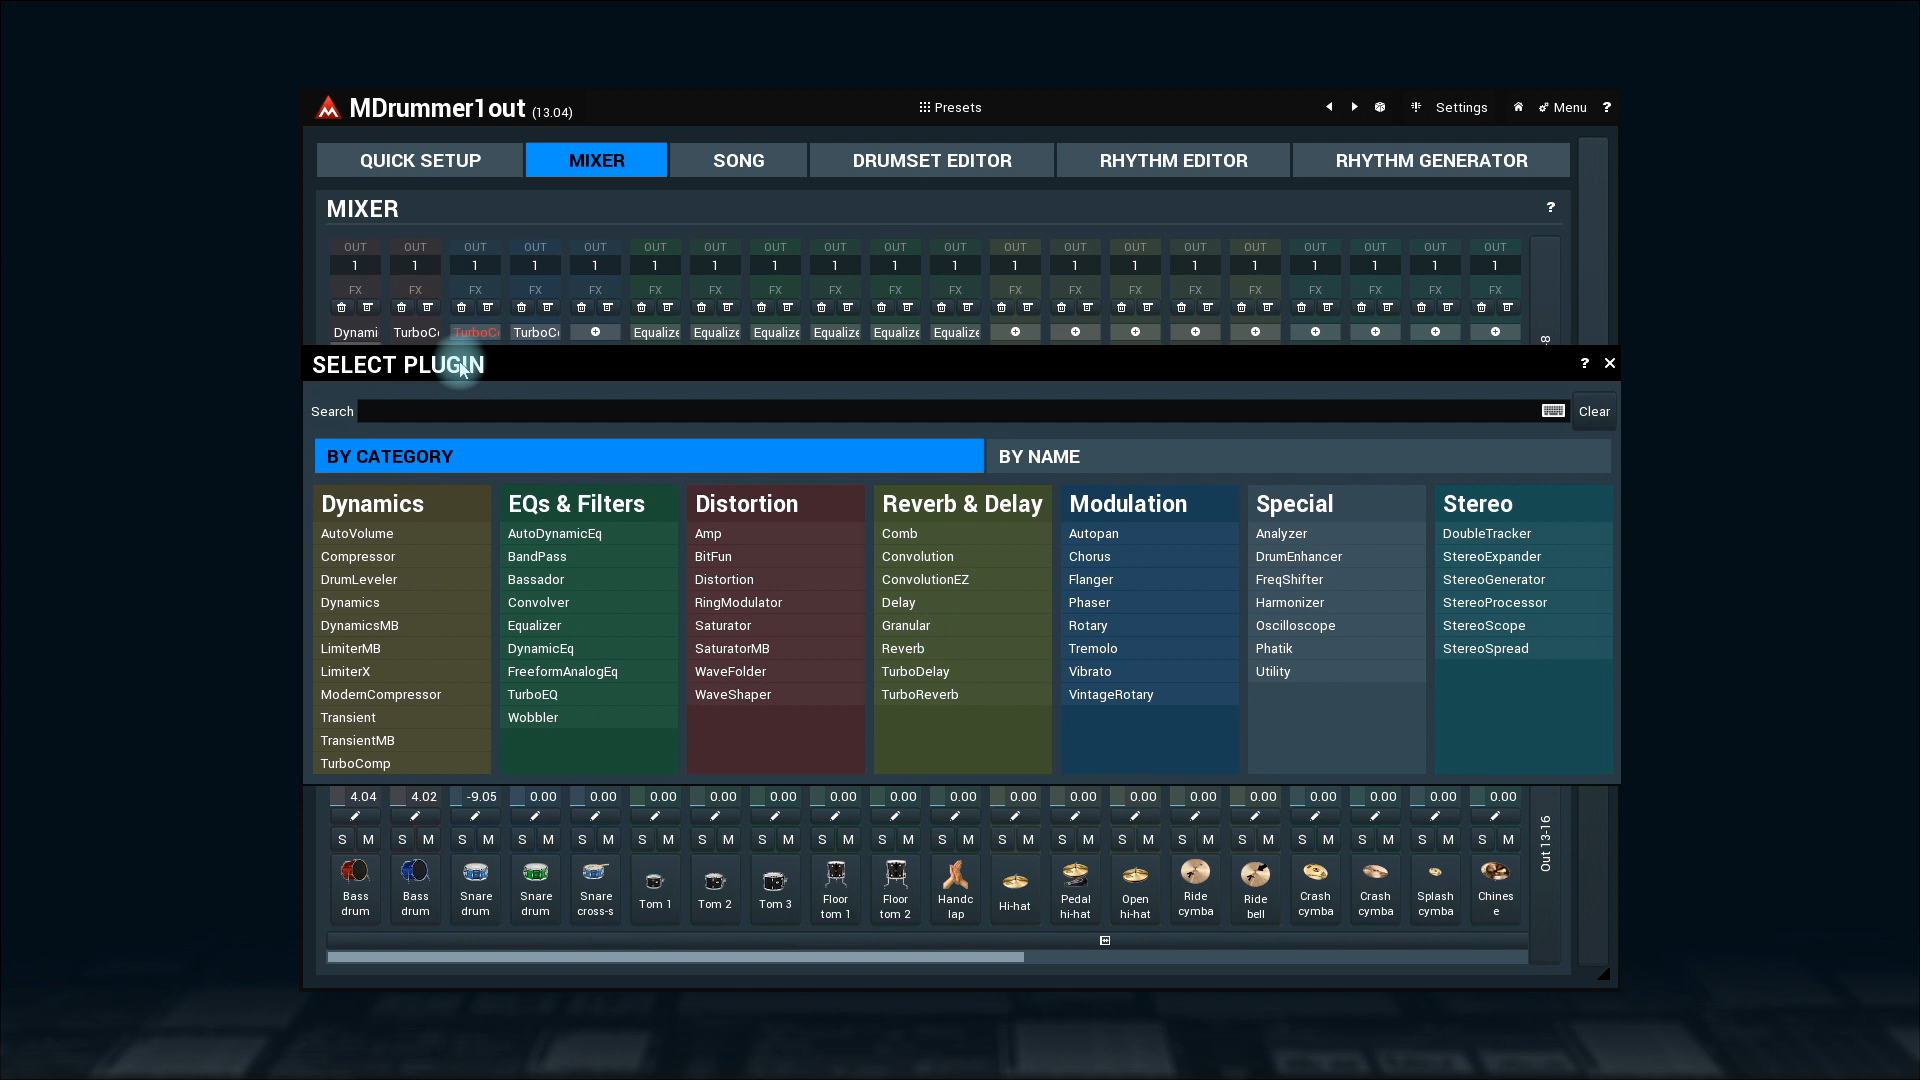 MDrummer1out (13.04) Presets Settings Menu ?
QUICK SETUP MIXER SONG DRUMSET EDITOR RHYTHM EDITOR RHYTHM GENERATOR
MIXER ?
OUT OUT OUT OUT OUT OUT OUT OUT OUT OUT OUT OUT OUT OUT OUT OUT OUT OUT OUT OUT
1 1 1 1 1 1 1 1 1 1 1 1 1 1 1 1 1 1 1 1
FX FX FX FX FX FX FX FX FX FX FX FX FX FX FX FX FX FX FX FX
Dynami TurboCo TurboCo TurboCo Equalize Equalize Equalize Equalize Equalize Equalize
SELECT PLUGIN ?
Search Clear
BY CATEGORY BY NAME
Dynamics
AutoVolume
Compressor
DrumLeveler
Dynamics
DynamicsMB
LimiterMB
LimiterX
ModernCompressor
Transient
TransientMB
TurboComp
EQs & Filters
AutoDynamicEq
BandPass
Bassador
Convolver
Equalizer
DynamicEq
FreeformAnalogEq
TurboEQ
Wobbler
Distortion
Amp
BitFun
Distortion
RingModulator
Saturator
SaturatorMB
WaveFolder
WaveShaper
Reverb & Delay
Comb
Convolution
ConvolutionEZ
Delay
Granular
Reverb
TurboDelay
TurboReverb
Modulation
Autopan
Chorus
Flanger
Phaser
Rotary
Tremolo
Vibrato
VintageRotary
Special
Analyzer
DrumEnhancer
FreqShifter
Harmonizer
Oscilloscope
Phatik
Utility
Stereo
DoubleTracker
StereoExpander
StereoGenerator
StereoProcessor
StereoScope
StereoSpread
4.04 4.02 -9.05 0.00 0.00 0.00 0.00 0.00 0.00 0.00 0.00 0.00 0.00 0.00 0.00 0.00 0.00 0.00 0.00 0.00
S M S M S M S M S M S M S M S M S M S M S M S M S M S M S M S M S M S M S M S M
Bass drum
Bass drum
Snare drum
Snare drum
Snare cross-s
Tom 1
Tom 2
Tom 3
Floor tom 1
Floor tom 2
Handc lap
Hi-hat
Pedal hi-hat
Open hi-hat
Ride cymba
Ride bell
Crash cymba
Crash cymba
Splash cymba
Chines e
Out 13-16